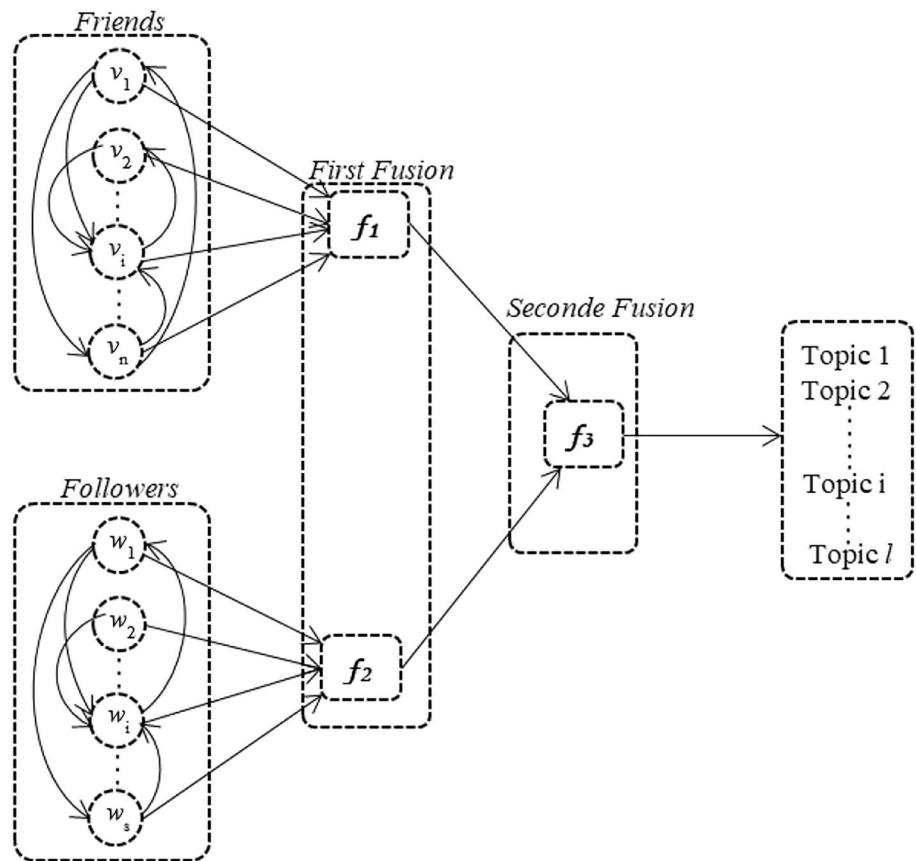 Friends
v1
v2
vi
vn
First Fusion
f1
Seconde Fusion
f3
Topic 1
Topic 2
Topic i
Topic l
Followers
w1
w2
wi
ws
f2